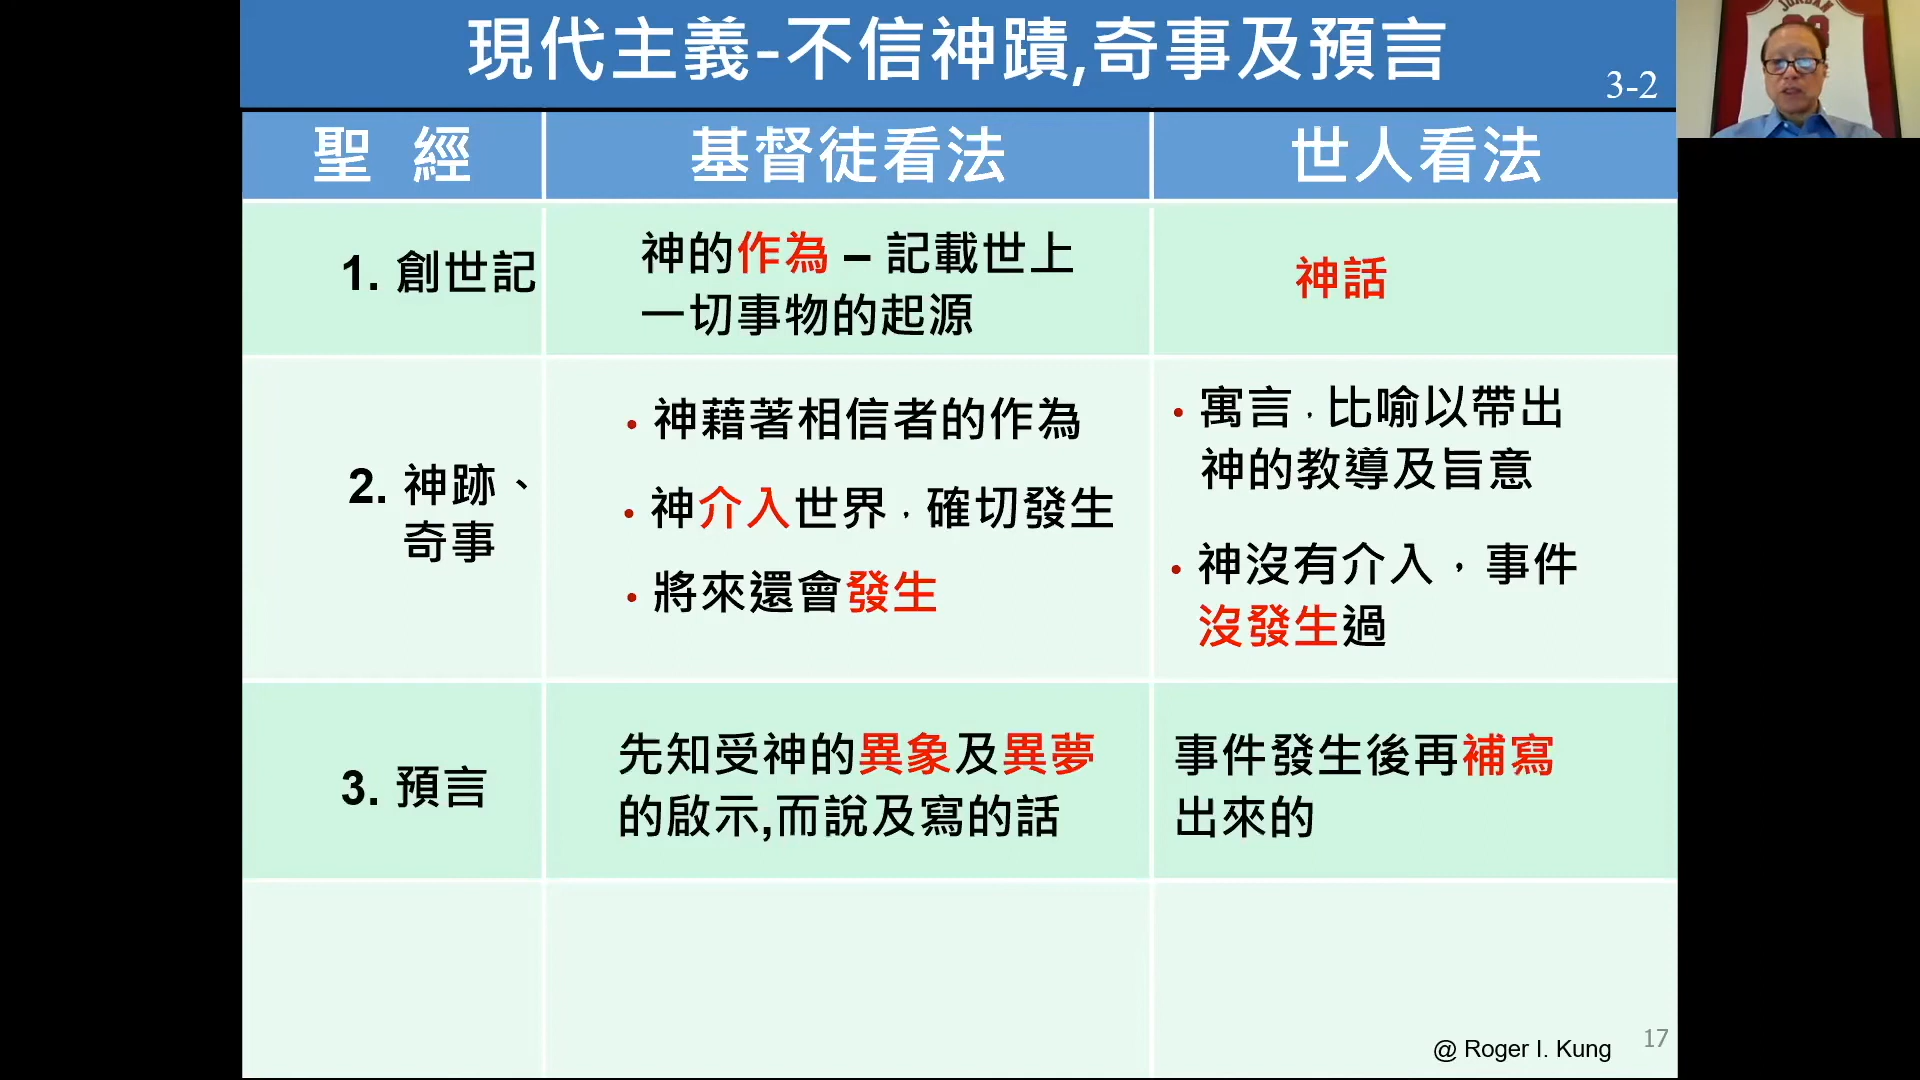 現代主義-不信神蹟,奇事及預言
3-2
JORDAN
聖 經
基督徒看法
世人看法
1. 創世記
神的作為 – 記載世上
一切事物的起源
神話
2. 神跡、
奇事
• 神藉著相信者的作為
• 神介入世界，確切發生
• 將來還會發生
• 寓言，比喻以帶出
神的教導及旨意
• 神沒有介入，事件
沒發生過
3. 預言
先知受神的異象及異夢
的啟示,而說及寫的話
事件發生後再補寫
出來的
@ Roger I. Kung
17